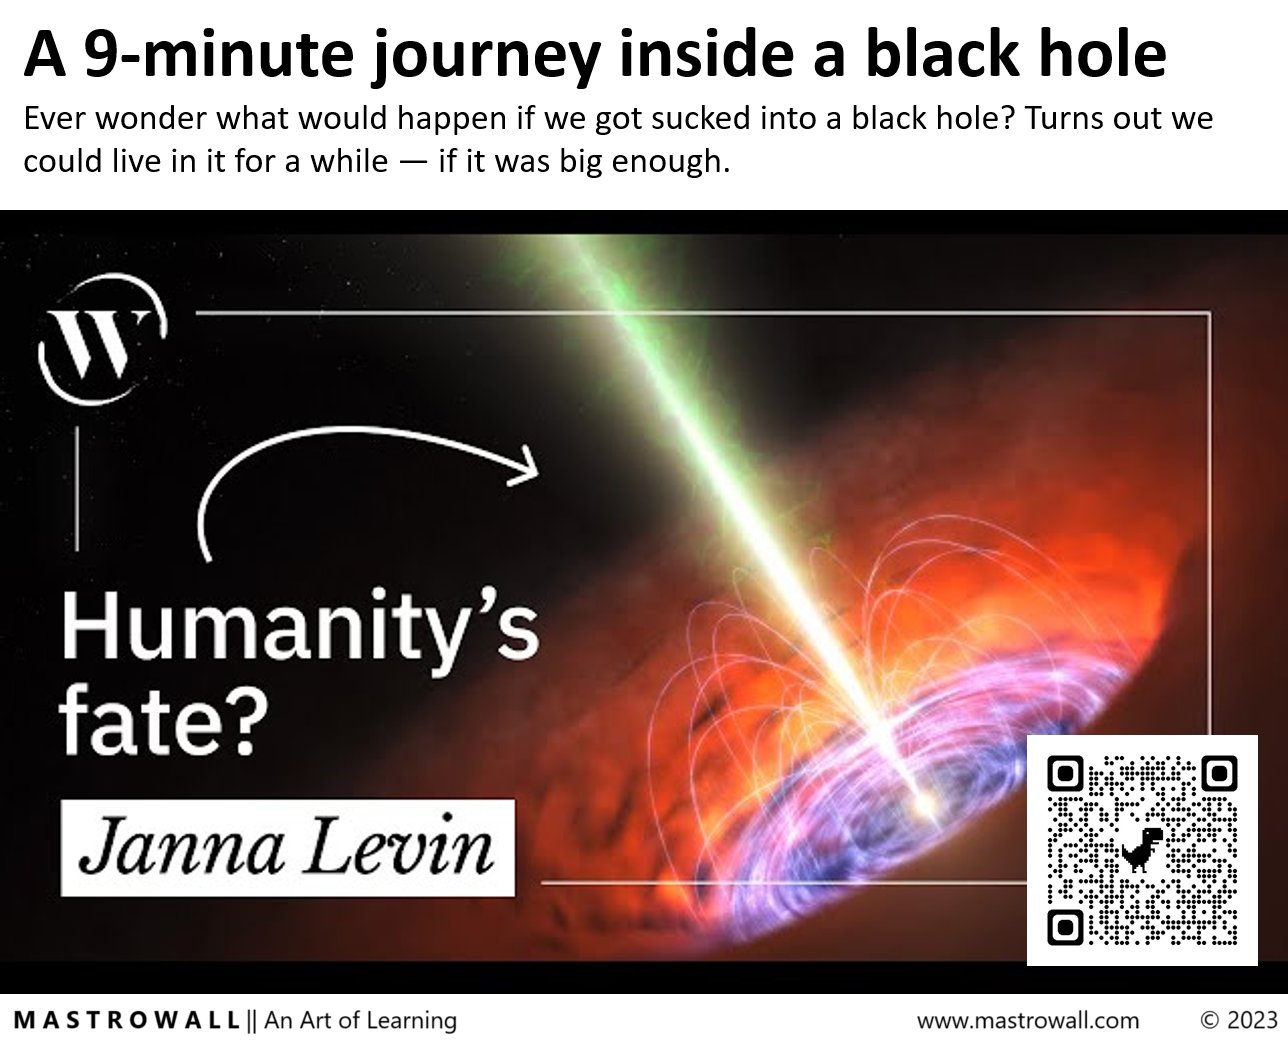 A 9-minute journey inside a black hole
Ever wonder what would happen if we got sucked into a black hole? Turns out we
could live in it for a while — if it was big enough.
W
Humanity’s
fate?
Janna Levin
MASTROWALL || An Art of Learning
www.mastrowall.com
© 2023